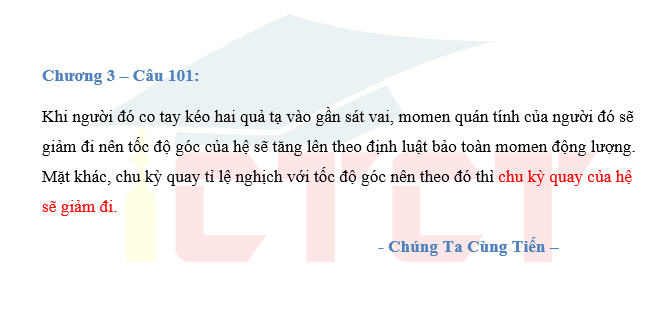 Chương 3 – Câu 101:
Khi người đó co tay kéo hai quả tạ vào gần sát vai, momen quán tính của người đó sẽ
giảm đi nên tốc độ góc của hệ sẽ tăng lên theo định luật bảo toàn momen động lượng.
Mặt khác, chu kỳ quay tỉ lệ nghịch với tốc độ góc nên theo đó thì chu kỳ quay của hệ
sẽ giảm đi.
- Chúng Ta Cùng Tiến –
CTCT